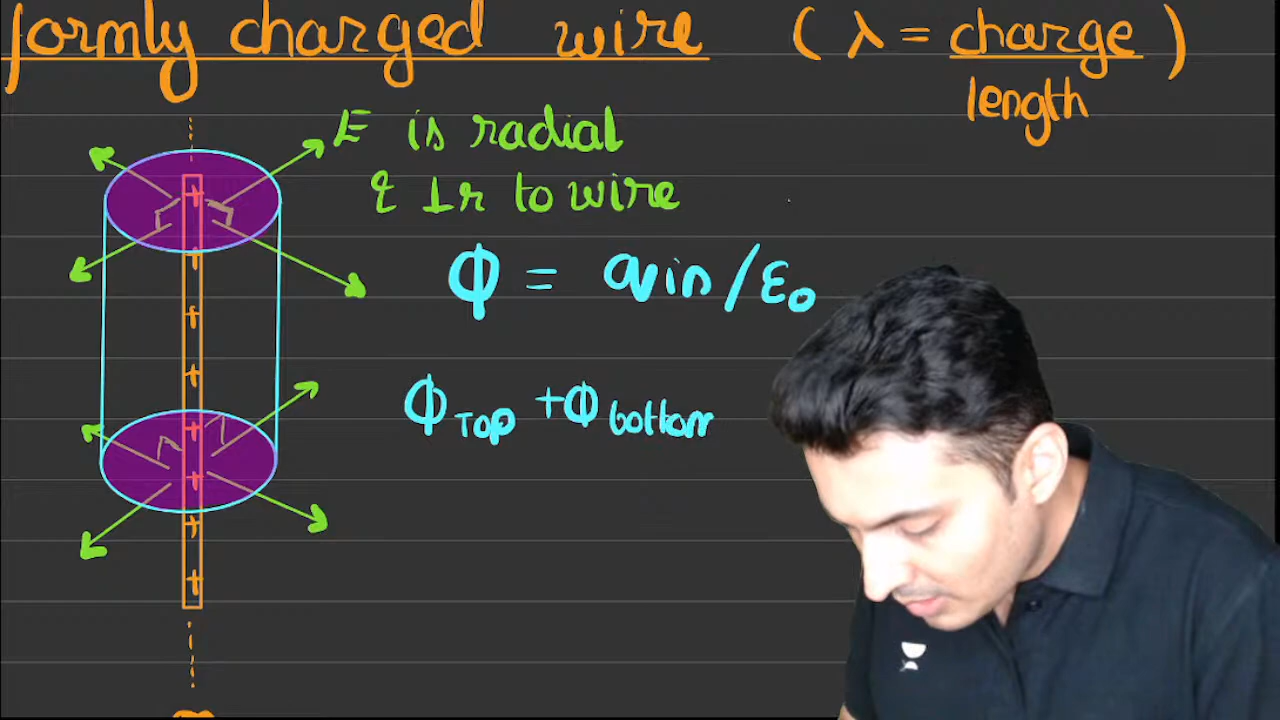 formly charged wire ( λ = charge
length )
E is radial
& ⊥r to wire
Φ = qin/ε₀
Φ Top + Φ bottom
+
+
+
+
+
+
+
+